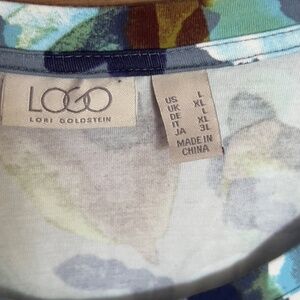 LOGO
LORI GOLDSTEIN
US L
UK XL
DE L
IT XL
JA 3L
MADE IN
CHINA